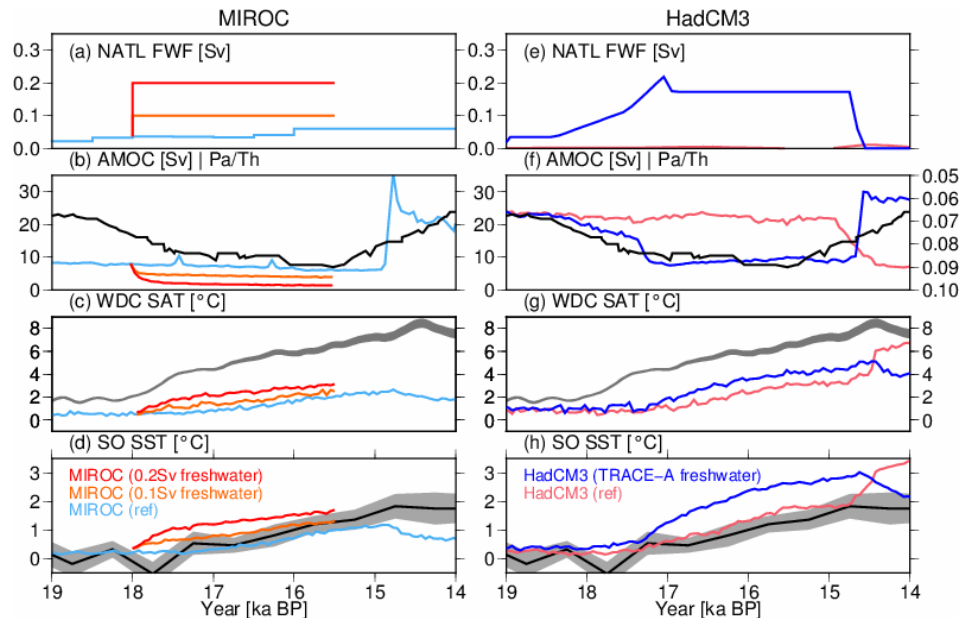 MIROC
HadCM3
(a) NATL FWF [Sv]
0.3
0.2
0.1
0.0
(e) NATL FWF [Sv]
0.3
0.2
0.1
0.0
(b) AMOC [Sv] | Pa/Th
30
20
10
0
(f) AMOC [Sv] | Pa/Th
30
20
10
0
0.05
0.06
0.07
0.08
0.09
0.10
(c) WDC SAT [°C]
8
6
4
2
0
(g) WDC SAT [°C]
8
6
4
2
0
(d) SO SST [°C]
3
2
1
0
MIROC (0.2Sv freshwater)
MIROC (0.1Sv freshwater)
MIROC (ref)
19 18 17 16 15 14
Year [ka BP]
(h) SO SST [°C]
3
2
1
0
HadCM3 (TRACE−A freshwater)
HadCM3 (ref)
19 18 17 16 15 14
Year [ka BP]